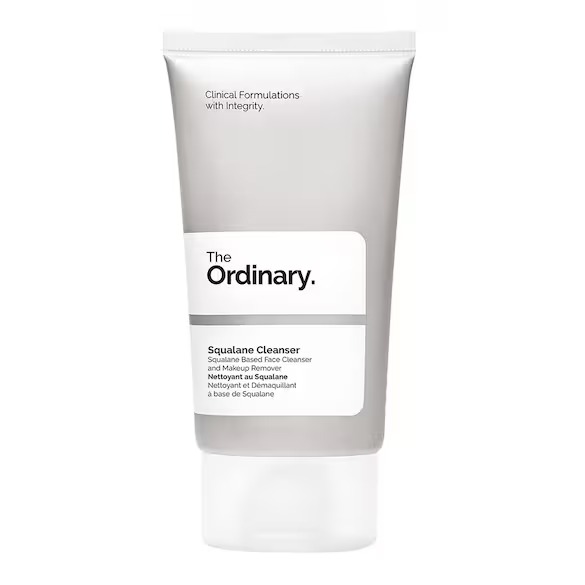 Clinical Formulations
with Integrity.
The
Ordinary.
Squalane Cleanser
Squalane Based Face Cleanser
and Makeup Remover
Nettoyant au Squalane
Nettoyant et Démaquillant
à base de Squalane